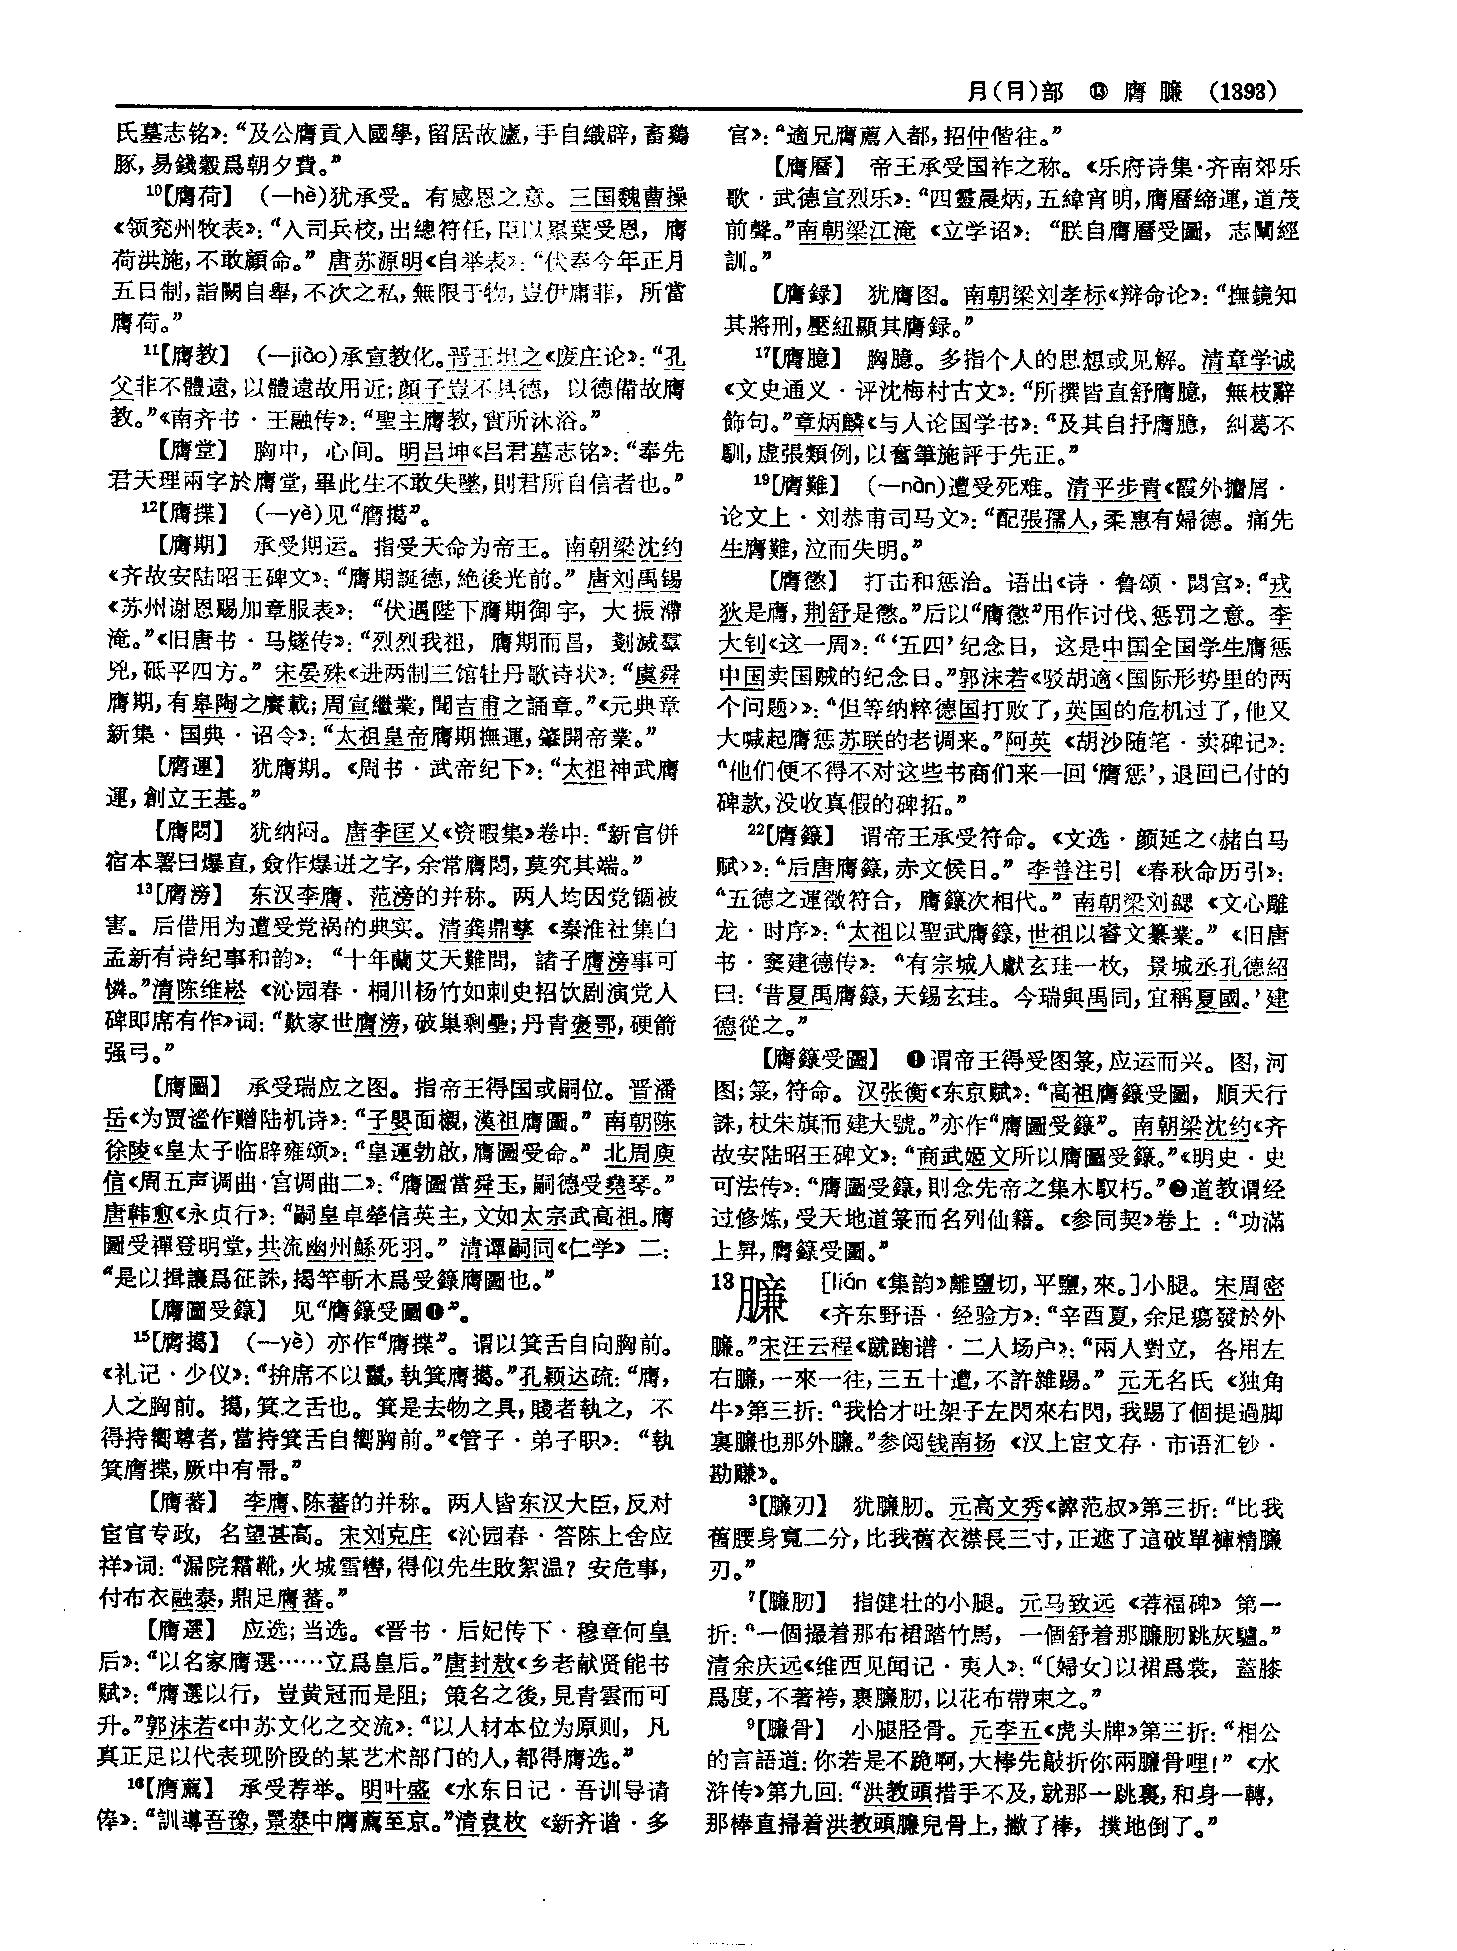 月(⺼)部 ⑬ 膺 臁 (1393)
氏墓志铭》：“及公膺貢入國學，留居故廬，手自織辟，畜鷄
豚，易錢穀爲朝夕費。”
10【膺荷】 (—hè)犹承受。有感恩之意。三国魏曹操
《领兖州牧表》：“入司兵校，出總符任，臣以累葉受恩，膺
荷洪施，不敢顧命。” 唐苏源明《自举表》：“伏奉今年正月
五日制，詣闕自舉，不次之私，無限于物，豈伊庸菲，所當
膺荷。”
11【膺教】 (—jiào)承宣教化。晋王坦之《废庄论》：“孔
父非不體遠，以體遠故用近；顏子豈不具德，以德備故膺
教。”《南齐书·王融传》：“聖主膺教，實所沐浴。”
【膺堂】 胸中，心间。明吕坤《吕君墓志铭》：“奉先
君天理兩字於膺堂，畢此生不敢失墜，則君所自信者也。”
12【膺揲】 (—yè)见“膺擖”。
【膺期】 承受期运。指受天命为帝王。南朝梁沈约
《齐故安陆昭王碑文》：“膺期誕德，絶後光前。” 唐刘禹锡
《苏州谢恩赐加章服表》：“伏遇陛下膺期御宇，大振滯
淹。”《旧唐书·马燧传》：“烈烈我祖，膺期而昌，剗滅羣
兇，砥平四方。” 宋晏殊《进两制三馆牡丹歌诗状》：“虞舜
膺期，有皋陶之賡載；周宣繼業，聞吉甫之誦章。”《元典章
新集·国典·诏令》：“太祖皇帝膺期撫運，肇開帝業。”
【膺運】 犹膺期。《周书·武帝纪下》：“太祖神武膺
運，創立王基。”
【膺悶】 犹纳闷。唐李匡乂《资暇集》卷中：“新官併
宿本署曰爆直，僉作爆迸之字，余常膺悶，莫究其端。”
13【膺滂】 东汉李膺、范滂的并称。两人均因党锢被
害。后借用为遭受党祸的典实。清龚鼎孳《秦淮社集白
孟新有诗纪事和韵》：“十年蘭艾天難問，諸子膺滂事可
憐。”清陈维崧《沁园春·桐川杨竹如刺史招饮剧演党人
碑即席有作》词：“歎家世膺滂，破巢剩壘；丹青褒鄂，硬箭
强弓。”
【膺圖】 承受瑞应之图。指帝王得国或嗣位。晋潘
岳《为贾谧作赠陆机诗》：“子嬰面櫬，漢祖膺圖。” 南朝陈
徐陵《皇太子临辟雍颂》：“皇運勃啟，膺圖受命。” 北周庾
信《周五声调曲·宫调曲二》：“膺圖當舜玉，嗣德受堯琴。”
唐韩愈《永贞行》：“嗣皇卓犖信英主，文如太宗武高祖。膺
圖受禪登明堂，共流幽州鯀死羽。” 清谭嗣同《仁学》二：
“是以揖讓爲征誅，揭竿斬木爲受籙膺圖也。”
【膺圖受籙】 见“膺籙受圖❶”。
15【膺擖】 (—yè) 亦作“膺揲”。谓以箕舌自向胸前。
《礼记·少仪》：“拚席不以鬣，執箕膺擖。”孔颖达疏：“膺，
人之胸前。擖，箕之舌也。箕是去物之具，賤者執之，不
得持嚮尊者，當持箕舌自嚮胸前。”《管子·弟子职》：“執
箕膺揲，厥中有帚。”
【膺蕃】 李膺、陈蕃的并称。两人皆东汉大臣，反对
宦官专政，名望甚高。宋刘克庄《沁园春·答陈上舍应
祥》词：“漏院霜靴，火城雪轡，得似先生敗絮温？安危事，
付布衣融泰，鼎足膺蕃。”
【膺選】 应选；当选。《晋书·后妃传下·穆章何皇
后》：“以名家膺選……立爲皇后。”唐封敖《乡老献贤能书
赋》：“膺選以行，豈黄冠而是阻；策名之後，見青雲而可
升。”郭沫若《中苏文化之交流》：“以人材本位为原则，凡
真正足以代表现阶段的某艺术部门的人，都得膺选。”
16【膺薦】 承受荐举。明叶盛《水东日记·吾训导请
俸》：“訓導吾豫，景泰中膺薦至京。”清袁枚《新齐谐·多
官》：“適兄膺薦入都，招仲偕往。”
【膺曆】 帝王承受国祚之称。《乐府诗集·齐南郊乐
歌·武德宣烈乐》：“四靈晨炳，五緯宵明，膺曆締運，道茂
前聲。”南朝梁江淹《立学诏》：“朕自膺曆受圖，志闡經
訓。”
【膺録】 犹膺图。南朝梁刘孝标《辩命论》：“撫鏡知
其將刑，壓紐顯其膺録。”
17【膺臆】 胸臆。多指个人的思想或见解。清章学诚
《文史通义·评沈梅村古文》：“所撰皆直舒膺臆，無枝辭
飾句。”章炳麟《与人论国学书》：“及其自抒膺臆，糾葛不
馴，虚張類例，以奮筆施評于先正。”
19【膺難】 (—nàn)遭受死难。清平步青《霞外攟屑·
论文上·刘恭甫司马文》：“配張孺人，柔惠有婦德。痛先
生膺難，泣而失明。”
【膺懲】 打击和惩治。语出《诗·鲁颂·閟宫》：“戎
狄是膺，荆舒是懲。”后以“膺懲”用作讨伐、惩罚之意。李
大钊《这一周》：“‘五四’纪念日，这是中国全国学生膺惩
中国卖国贼的纪念日。”郭沫若《驳胡適〈国际形势里的两
个问题〉》：“但等纳粹德国打败了，英国的危机过了，他又
大喊起膺惩苏联的老调来。”阿英《胡沙随笔·卖碑记》：
“他们便不得不对这些书商们来一回‘膺惩’，退回已付的
碑款，没收真假的碑拓。”
22【膺籙】 谓帝王承受符命。《文选·颜延之〈赭白马
赋〉》：“后唐膺籙，赤文候日。” 李善注引《春秋命历引》：
“五德之運徵符合，膺籙次相代。” 南朝梁刘勰《文心雕
龙·时序》：“太祖以聖武膺籙，世祖以睿文纂業。”《旧唐
书·窦建德传》：“有宗城人獻玄珪一枚，景城丞孔德紹
曰：‘昔夏禹膺籙，天錫玄珪。今瑞與禹同，宜稱夏國。’建
德從之。”
【膺籙受圖】 ❶谓帝王得受图箓，应运而兴。图，河
图；箓，符命。汉张衡《东京赋》：“高祖膺籙受圖，順天行
誅，杖朱旗而建大號。”亦作“膺圖受籙”。南朝梁沈约《齐
故安陆昭王碑文》：“商武姬文所以膺圖受籙。”《明史·史
可法传》：“膺圖受籙，則念先帝之集木馭朽。”❷道教谓经
过修炼，受天地道箓而名列仙籍。《参同契》卷上：“功滿
上昇，膺籙受圖。”
13臁 [lián《集韵》離鹽切，平鹽，來。]小腿。宋周密
《齐东野语·经验方》：“辛酉夏，余足瘍發於外
臁。”宋汪云程《蹴踘谱·二人场户》：“兩人對立，各用左
右臁，一來一往，三五十遭，不許雜踢。” 元无名氏《独角
牛》第三折：“我恰才吐架子左閃來右閃，我踢了個提過脚
裏臁也那外臁。”参阅钱南扬《汉上宧文存·市语汇钞·
勘賺》。
3【臁刃】 犹臁肕。元高文秀《誶范叔》第三折：“比我
舊腰身寬二分，比我舊衣襟長三寸，正遮了這破單褲精臁
刃。”
7【臁肕】 指健壮的小腿。元马致远《荐福碑》第一
折：“一個撮着那布裙踏竹馬，一個舒着那臁肕跳灰驢。”
清余庆远《维西见闻记·夷人》：“〔婦女〕以裙爲裳，蓋膝
爲度，不著袴，裹臁肕，以花布帶束之。”
9【臁骨】 小腿胫骨。元李五《虎头牌》第三折：“相公
的言語道：你若是不跪啊，大棒先敲折你兩臁骨哩！”《水
浒传》第九回：“洪教頭措手不及，就那一跳裏，和身一轉，
那棒直掃着洪教頭臁兒骨上，撇了棒，撲地倒了。”